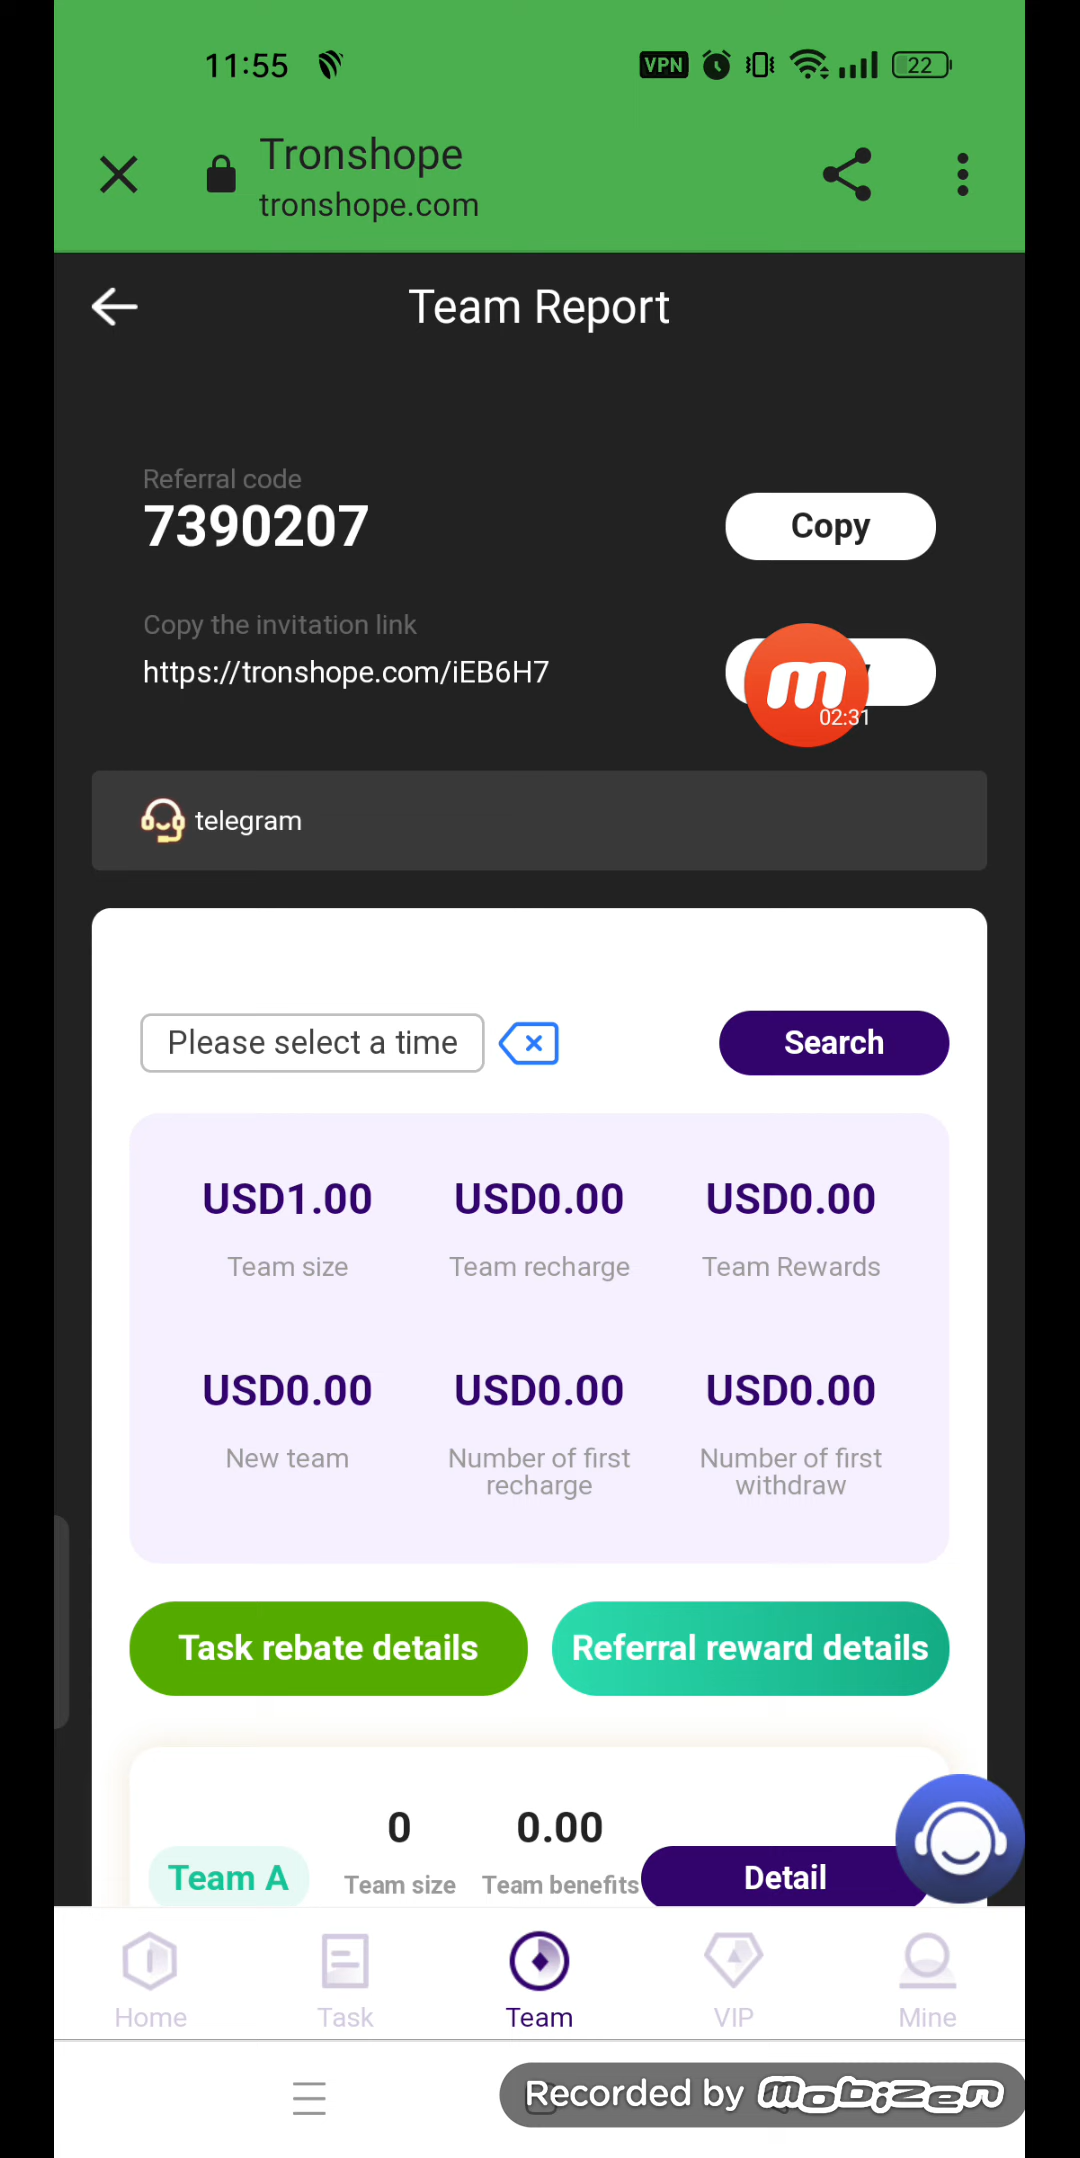 11:55
VPN
22
Tronshope
tronshope.com
Team Report
Referral code
7390207
Copy
Copy the invitation link
https://tronshope.com/iEB6H7
02:31
telegram
Please select a time
Search
USD1.00 USD0.00 USD0.00
Team size Team recharge Team Rewards
USD0.00 USD0.00 USD0.00
New team Number of first recharge Number of first withdraw
Task rebate details
Referral reward details
0 0.00
Team A Team size Team benefits Detail
Home Task Team VIP Mine
Recorded by mobizen